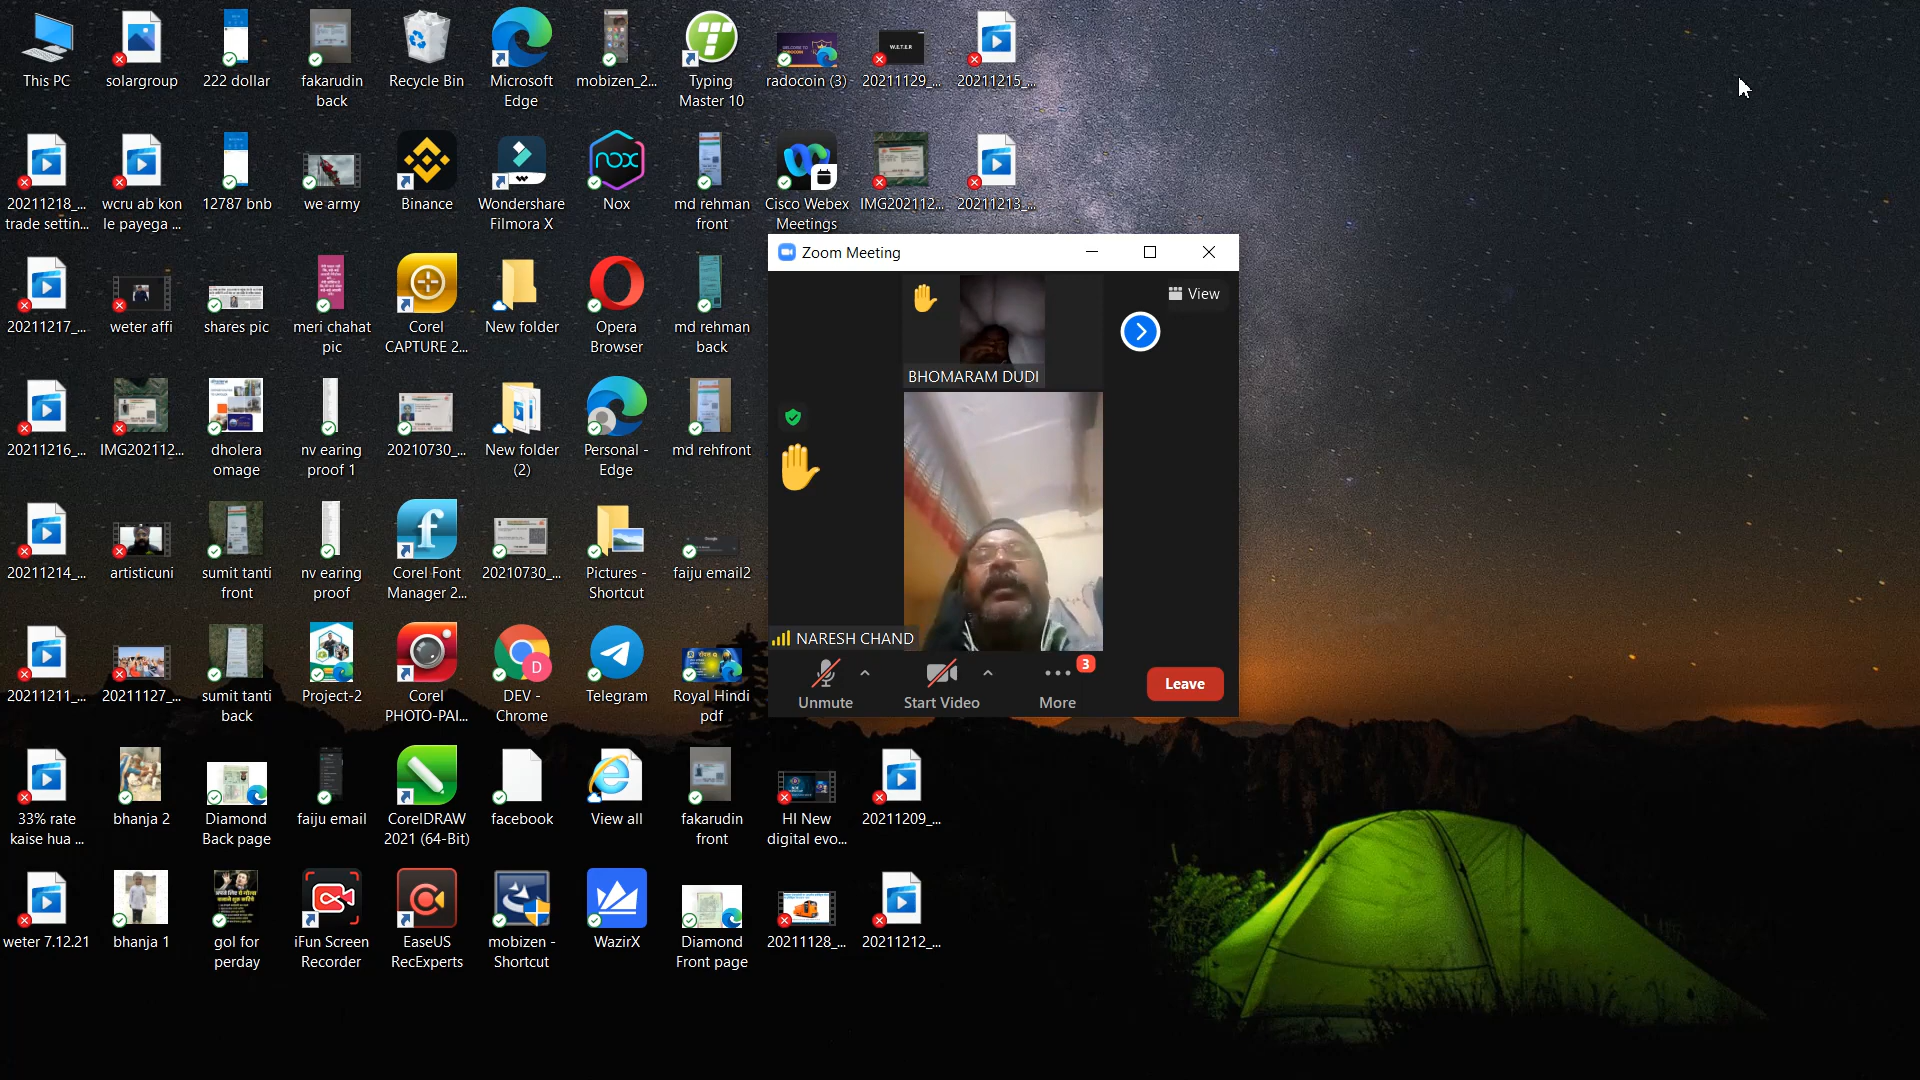 This PC
solargroup
222 dollar
fakarudin
back
Recycle Bin
Microsoft
Edge
mobizen_2...
Typing
Master 10
radocoin (3)
W.E.T.E.R
20211129_...
20211215_...
20211218_...
trade settin...
wcru ab kon
le payega ...
12787 bnb
we army
Binance
Wondershare
Filmora X
nox
Nox
md rehman
front
Cisco Webex
Meetings
IMG202112...
20211213_...
20211217_...
weter affi
shares pic
meri chahat
pic
Corel
CAPTURE 2...
New folder
Opera
Browser
md rehman
back
20211216_...
IMG202112...
dholera
omage
nv earing
proof 1
20210730_...
New folder
(2)
Personal -
Edge
md rehfront
20211214_...
artisticuni
sumit tanti
front
nv earing
proof
Corel Font
Manager 2...
20210730_...
Pictures -
Shortcut
faiju email2
20211211_...
20211127_...
sumit tanti
back
Project-2
Corel
PHOTO-PAI...
D
DEV -
Chrome
Telegram
Royal Hindi
pdf
33% rate
kaise hua ...
bhanja 2
Diamond
Back page
faiju email
CorelDRAW
2021 (64-Bit)
facebook
View all
fakarudin
front
HI New
digital evo...
20211209_...
weter 7.12.21
bhanja 1
gol for
perday
iFun Screen
Recorder
EaseUS
RecExperts
mobizen -
Shortcut
WazirX
Diamond
Front page
20211128_...
20211212_...
Zoom Meeting
View
BHOMARAM DUDI
NARESH CHAND
Unmute
Start Video
3
More
Leave